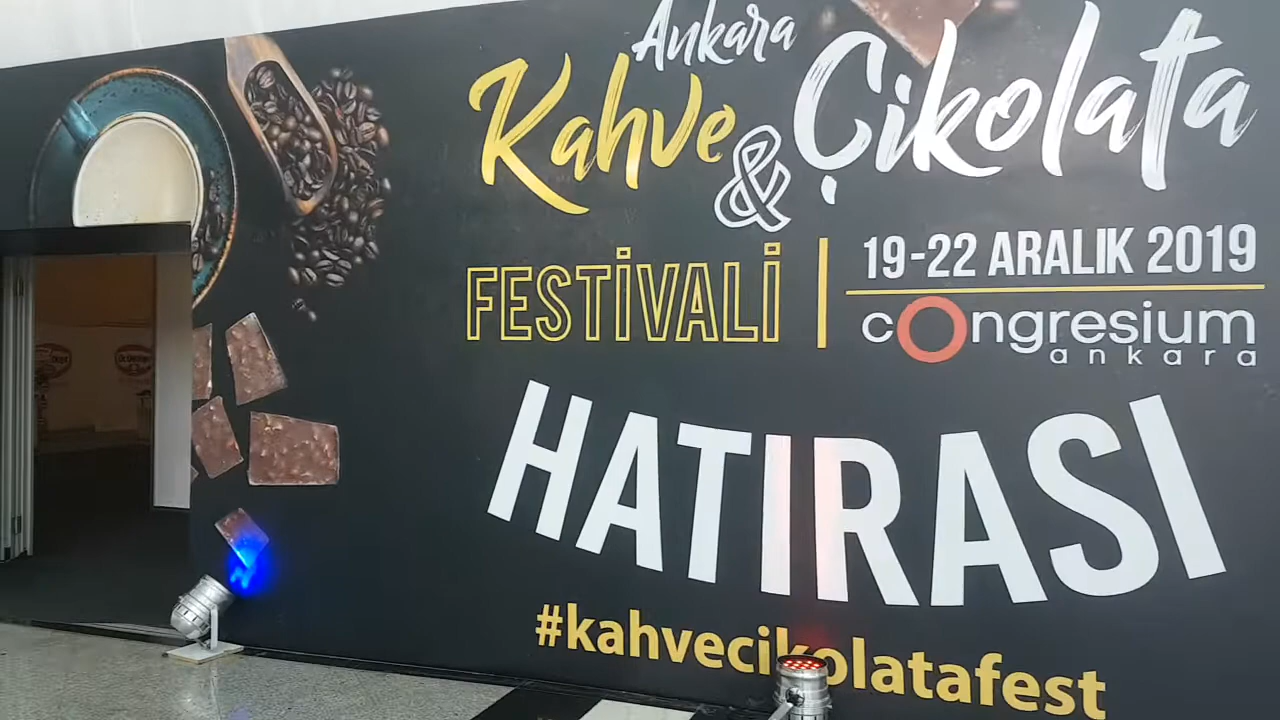 Ankara
Kahve & Çikolata
FESTİVALİ
19-22 ARALIK 2019
congresium
ankara
HATIRASI
#kahvecikolatafest